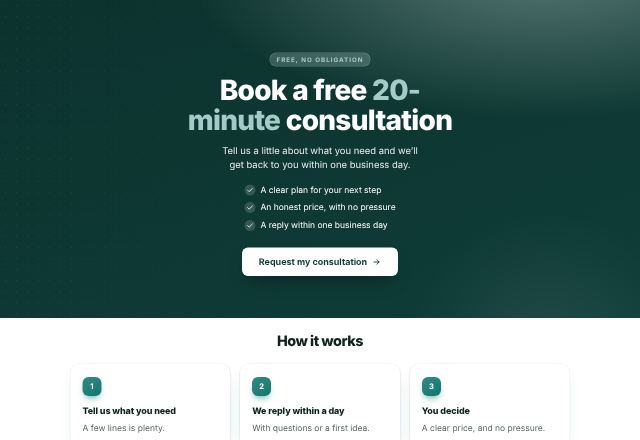 FREE, NO OBLIGATION
Book a free 20-
minute consultation
Tell us a little about what you need and we'll
get back to you within one business day.
A clear plan for your next step
An honest price, with no pressure
A reply within one business day
Request my consultation →
How it works
1
Tell us what you need
A few lines is plenty.
2
We reply within a day
With questions or a first idea.
3
You decide
A clear price, and no pressure.